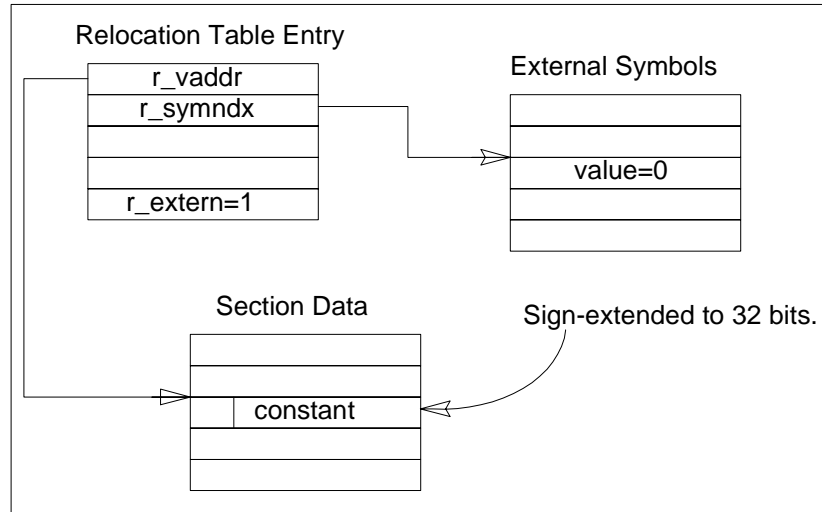 Relocation Table Entry
r_vaddr
r_symndx
r_extern=1
External Symbols
value=0
Section Data
constant
Sign-extended to 32 bits.